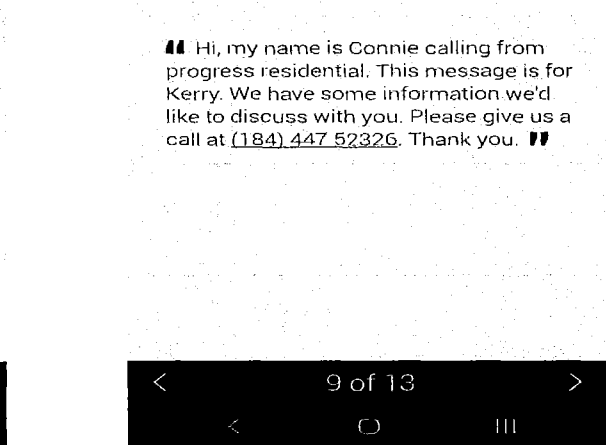 " Hi, my name is Connie calling from
progress residential. This message is for
Kerry. We have some information we'd
like to discuss with you. Please give us a
call at (184) 447 52326. Thank you. "
9 of 13